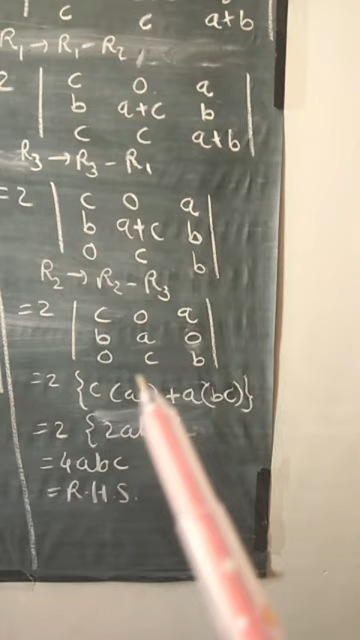 c c a+b
R₁→R₁-R₂
2 | c 0 a |
| b a+c b |
| c c a+b |
R₃→R₃-R₁
=2 | c 0 a |
| b a+c b |
| 0 c b |
R₂→R₂-R₃
=2 | c 0 a |
| b a 0 |
| 0 c b |
=2 {c(ab)+a(bc)}
=2 {2a
=4abc
=R.H.S.